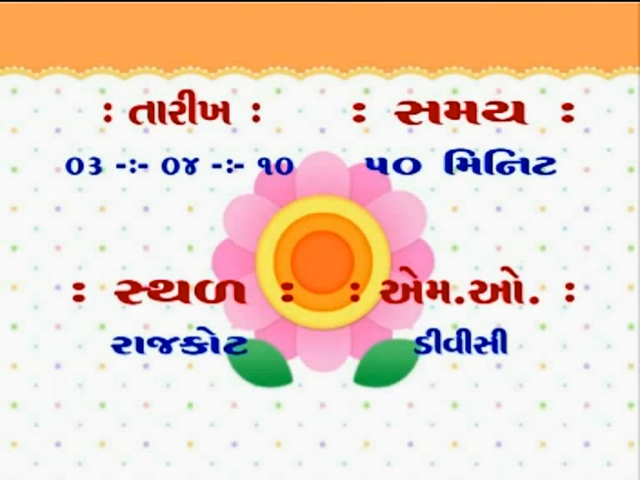 : તારીખ : : સમય :
૦૩ -:- ૦૪ -:- ૧૦ ૫૦ મિનિટ
: સ્થળ : : એમ.ઓ. :
રાજકોટ ડીવીસી